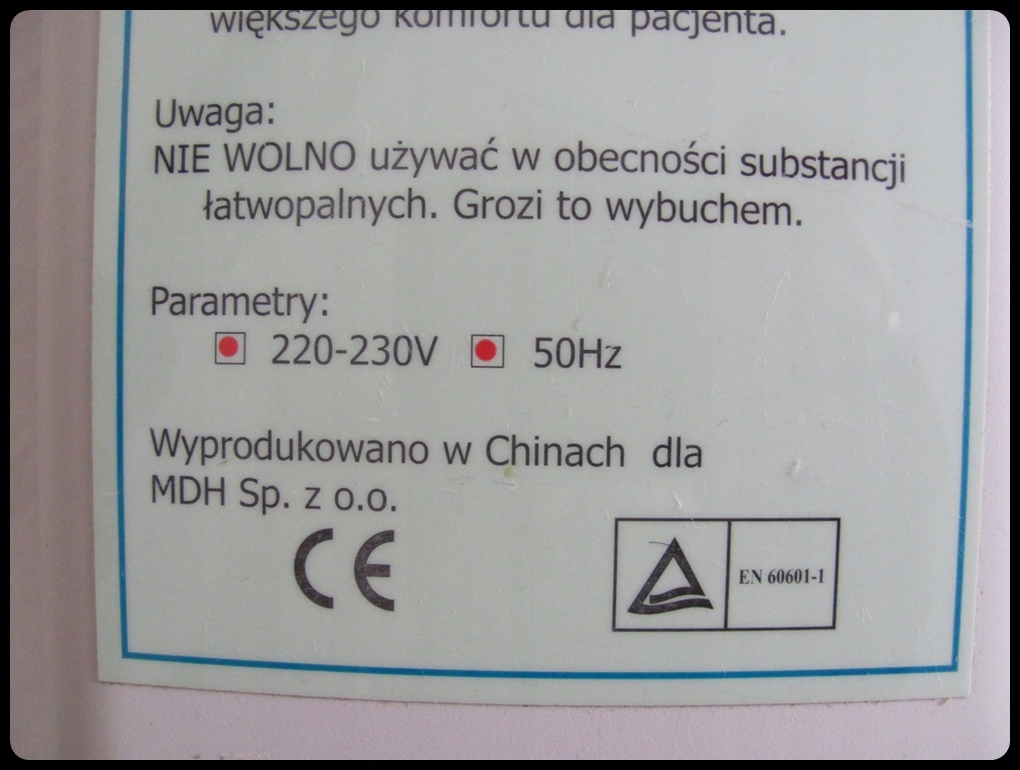 większego komfortu dla pacjenta.
Uwaga:
NIE WOLNO używać w obecności substancji
łatwopalnych. Grozi to wybuchem.
Parametry:
220-230V 50Hz
Wyprodukowano w Chinach dla
MDH Sp. z o.o.
CE
EN 60601-1